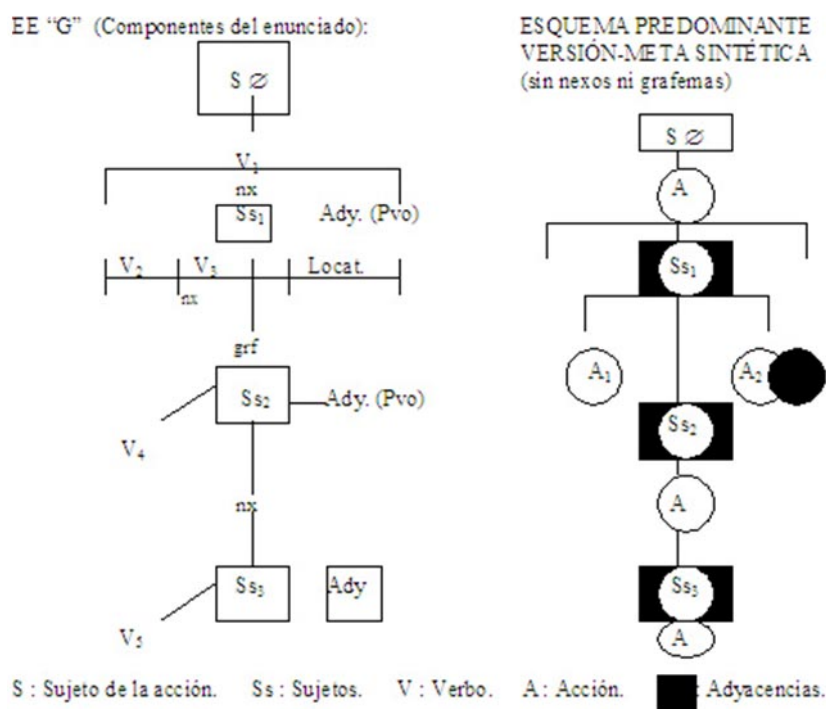 EE “G” (Componentes del enunciado):
S ∅
V₁
nx
Ss₁ Ady. (Pvo)
V₂ V₃ Locat.
nx
grf
Ss₂ Ady. (Pvo)
V₄
nx
Ss₃ Ady
V₅
ESQUEMA PREDOMINANTE
VERSIÓN-META SINTÉTICA
(sin nexos ni grafemas)
S ∅
A
Ss₁
A₁ A₂
Ss₂
A
Ss₃
A
S : Sujeto de la acción. Ss : Sujetos. V : Verbo. A : Acción. : Adyacencias.